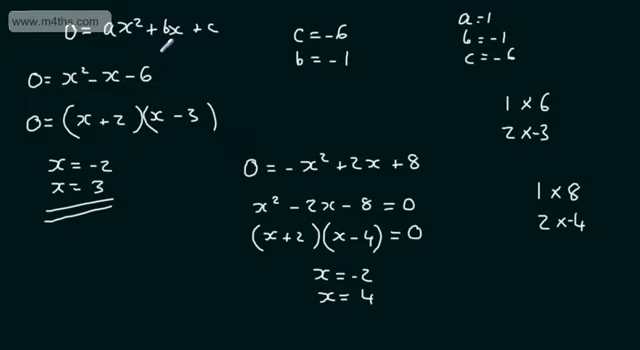 www.m4ths.com
0 = ax² + bx + c
0 = x² - x - 6
0 = (x + 2)(x - 3)
x = -2
x = 3
c = -6
b = -1
a = 1
b = -1
c = -6
1 × 6
2 × -3
0 = -x² + 2x + 8
x² - 2x - 8 = 0
(x + 2)(x - 4) = 0
x = -2
x = 4
1 × 8
2 × -4